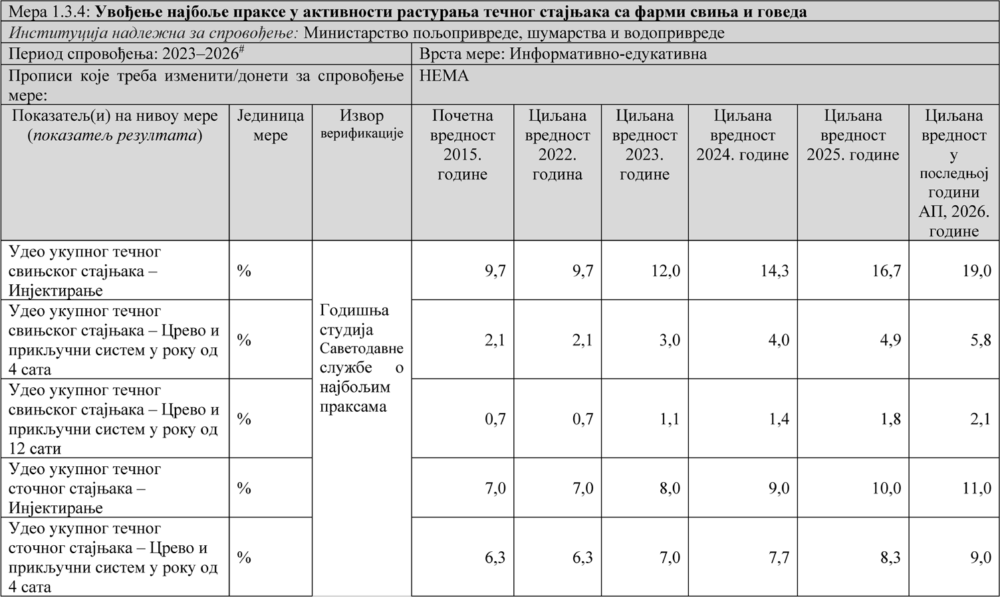 Мера 1.3.4: Увођење најбоље праксе у активности растурања течног стајњака са фарми свиња и говеда
Институција надлежна за спровођење: Министарство пољопривреде, шумарства и водопривреде
Период спровођења: 2023–2026#
Врста мере: Информативно-едукативна
Прописи које треба изменити/донети за спровођење
мере:
НЕМА
Показатељ(и) на нивоу мере
(показатељ резултата)
Јединица
мере
Извор
верификације
Почетна
вредност
2015.
године
Циљана
вредност
2022.
година
Циљана
вредност
2023.
године
Циљана
вредност
2024. године
Циљана
вредност
2025. године
Циљана
вредност
у
последњој
години
АП, 2026.
године
Удео укупног течног
свињског стајњака –
Инјектирање
%
Годишња
студија
Саветодавне
службе о
најбољим
праксама
9,7
9,7
12,0
14,3
16,7
19,0
Удео укупног течног
свињског стајњака – Црево и
прикључни систем у року од
4 сата
%
2,1
2,1
3,0
4,0
4,9
5,8
Удео укупног течног
свињског стајњака – Црево и
прикључни систем у року од
12 сати
%
0,7
0,7
1,1
1,4
1,8
2,1
Удео укупног течног
сточног стајњака –
Инјектирање
%
7,0
7,0
8,0
9,0
10,0
11,0
Удео укупног течног
сточног стајњака – Црево и
прикључни систем у року од
4 сата
%
6,3
6,3
7,0
7,7
8,3
9,0